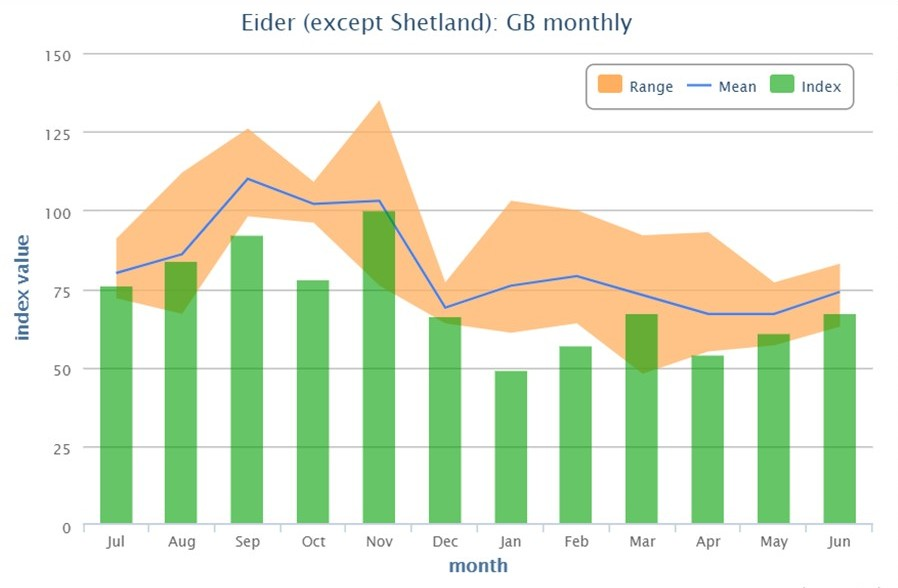 Eider (except Shetland): GB monthly
150
Range Mean Index
125
100
75
50
25
0
index value
Jul Aug Sep Oct Nov Dec Jan Feb Mar Apr May Jun
month